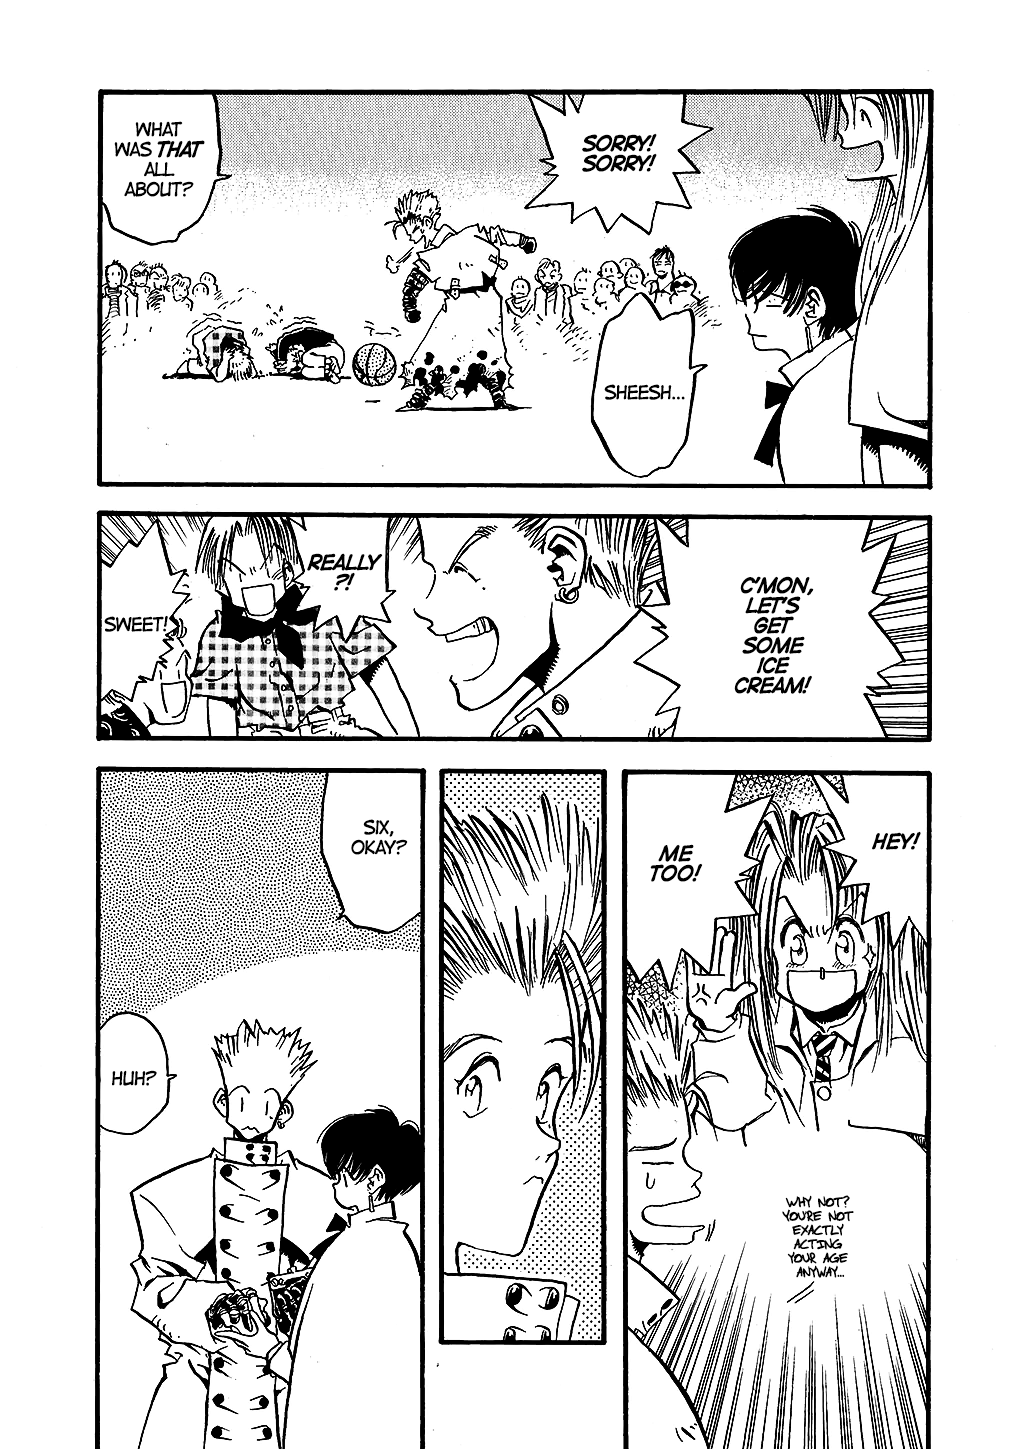 WHAT
WAS THAT
ALL
ABOUT?
SORRY!
SORRY!
SHEESH...
C'MON,
LET'S
GET
SOME
ICE
CREAM!
REALLY
?!
SWEET!
HEY!
ME
TOO!
WHY NOT?
YOU'RE NOT
EXACTLY
ACTING
YOUR AGE
ANYWAY...
SIX,
OKAY?
HUH?